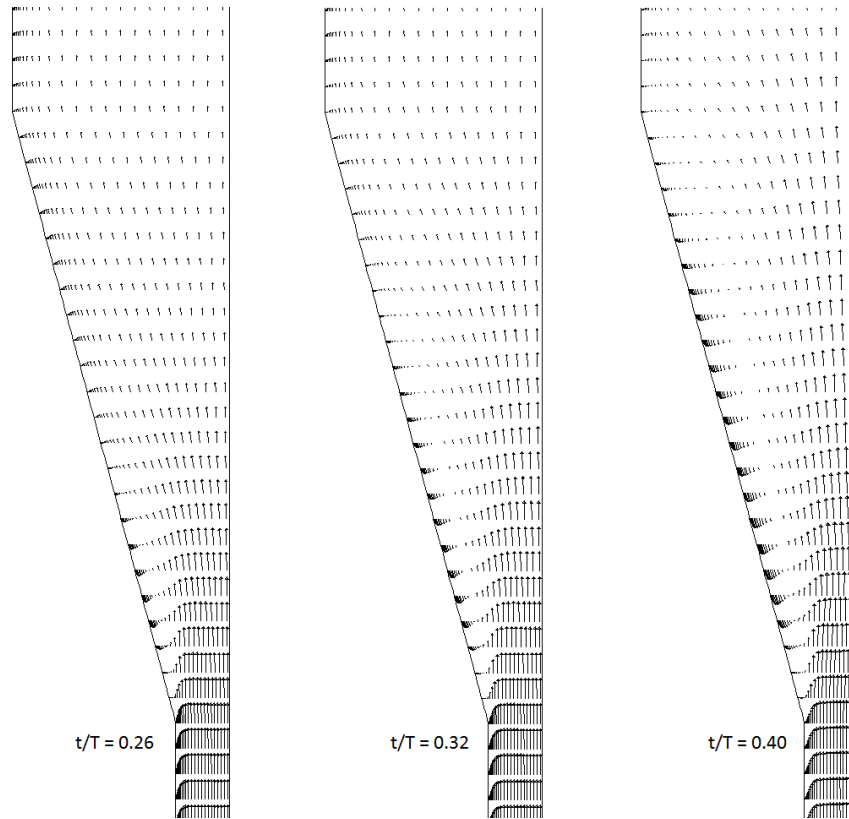 t/T = 0.26
t/T = 0.32
t/T = 0.40